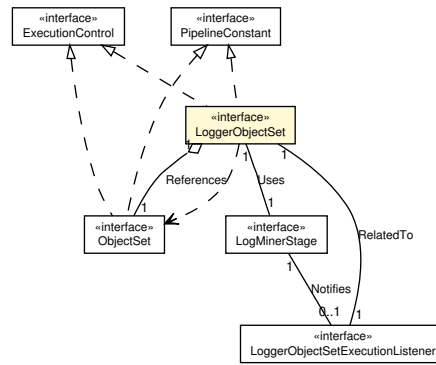 «interface»
ExecutionControl
«interface»
PipelineConstant
«interface»
LoggerObjectSet
1
1
1
References
Uses
1
1
«interface»
ObjectSet
«interface»
LogMinerStage
RelatedTo
1
Notifies
0..1
1
«interface»
LoggerObjectSetExecutionListener